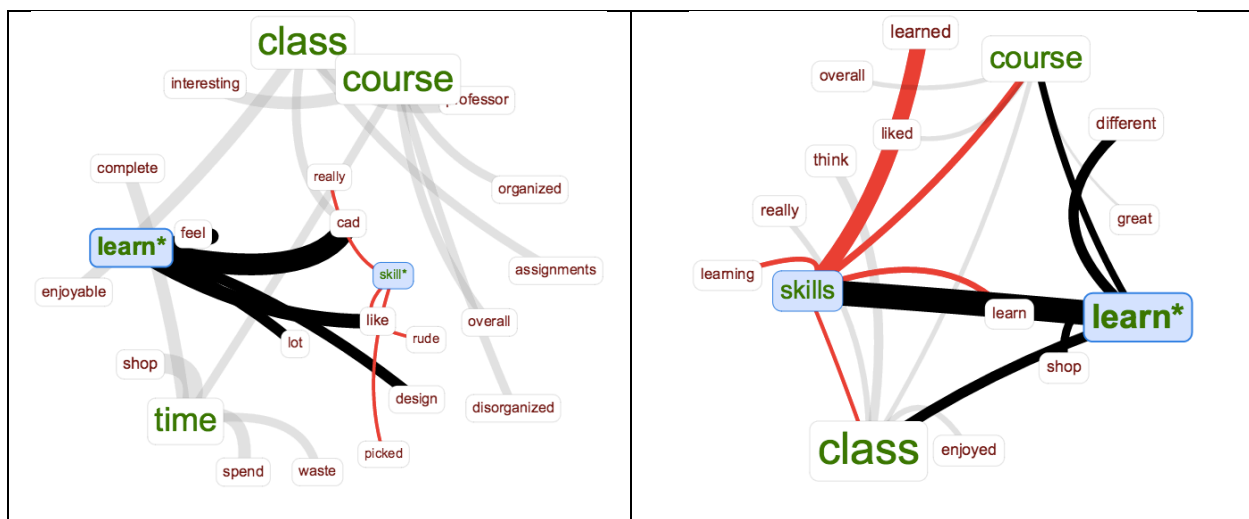 class
course
interesting
professor
complete
really
organized
cad
learn*
feel
skill*
assignments
enjoyable
like
overall
lot
rude
shop
design
time
disorganized
picked
spend
waste
learned
course
overall
different
liked
think
really
great
learning
skills
learn
learn*
shop
class
enjoyed